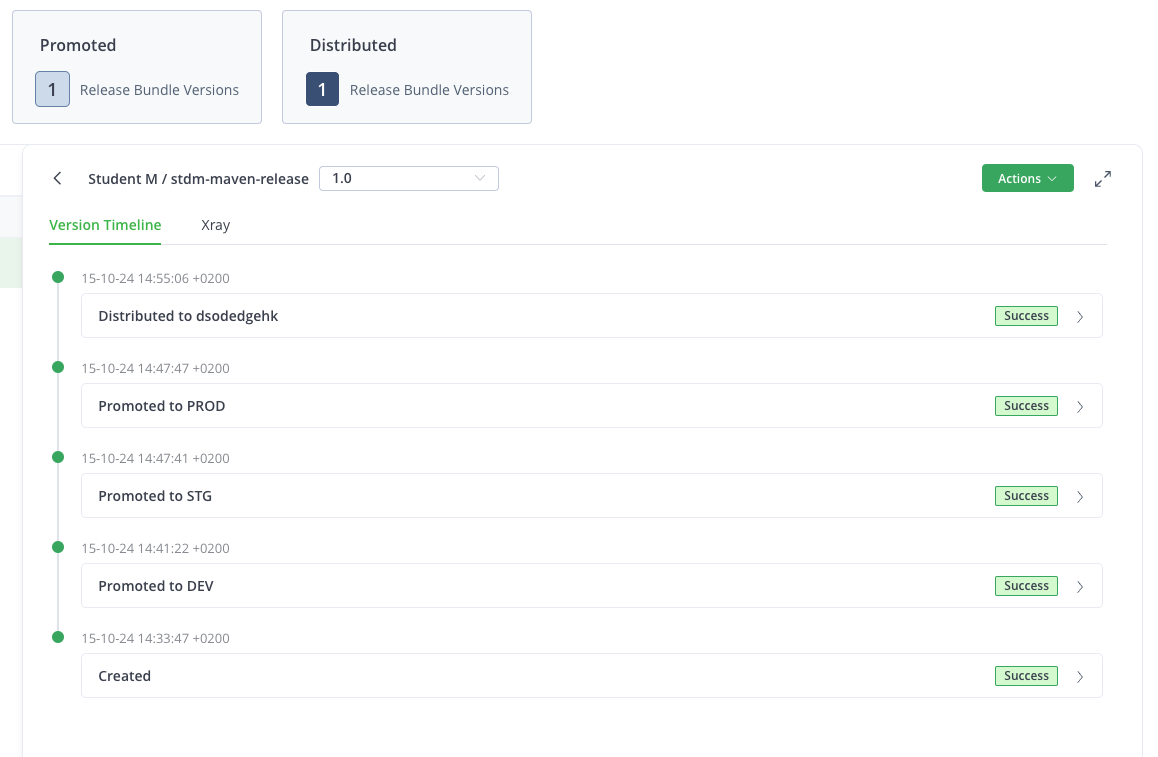 Promoted
Distributed
1 Release Bundle Versions
1 Release Bundle Versions
Student M / stdm-maven-release 1.0 Actions
Version Timeline Xray
15-10-24 14:55:06 +0200
Distributed to dsodedgehk Success
15-10-24 14:47:47 +0200
Promoted to PROD Success
15-10-24 14:47:41 +0200
Promoted to STG Success
15-10-24 14:41:22 +0200
Promoted to DEV Success
15-10-24 14:33:47 +0200
Created Success